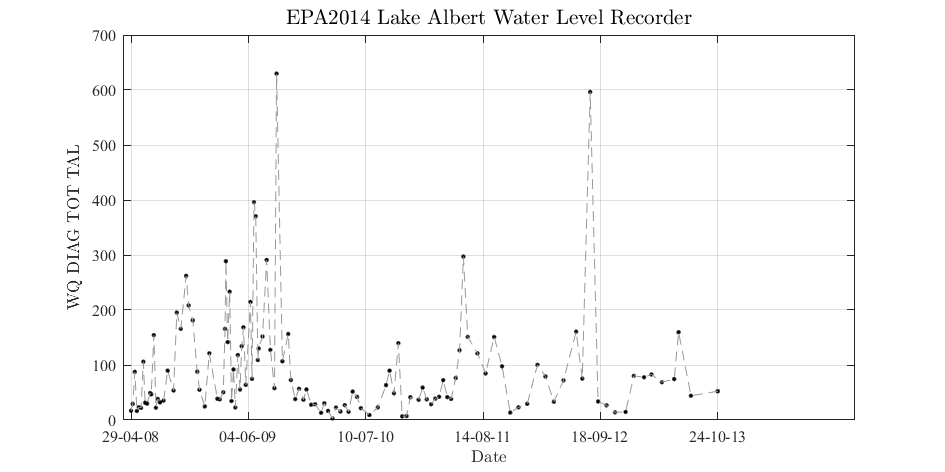 EPA2014 Lake Albert Water Level Recorder
700
600
500
400
300
200
100
0
WQ DIAG TOT TAL
29-04-08 04-06-09 10-07-10 14-08-11 18-09-12 24-10-13
Date